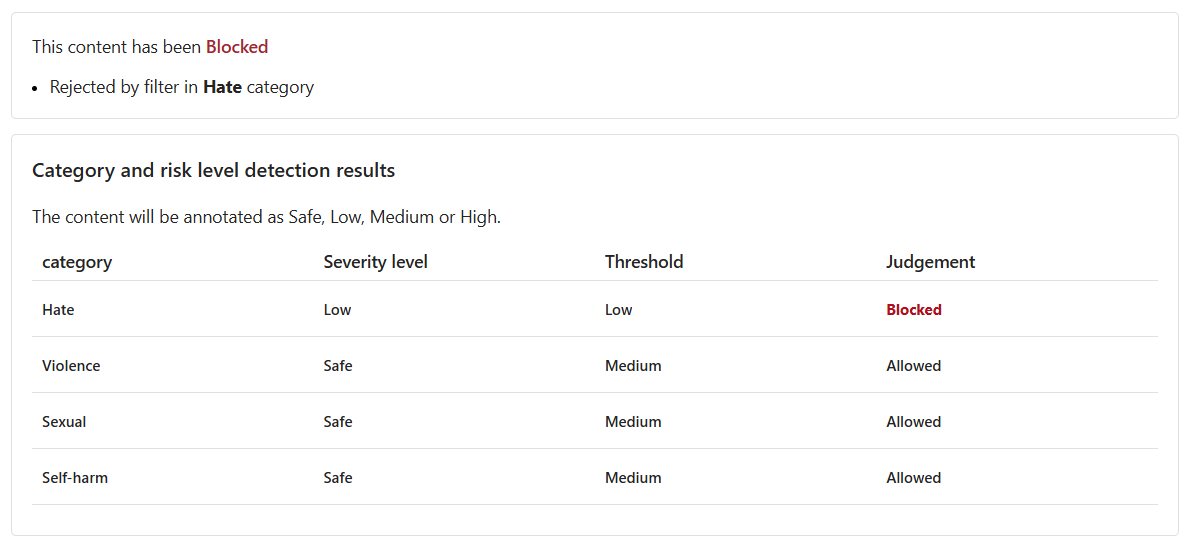 This content has been Blocked
• Rejected by filter in Hate category
Category and risk level detection results
The content will be annotated as Safe, Low, Medium or High.
category Severity level Threshold Judgement
Hate Low Low Blocked
Violence Safe Medium Allowed
Sexual Safe Medium Allowed
Self-harm Safe Medium Allowed